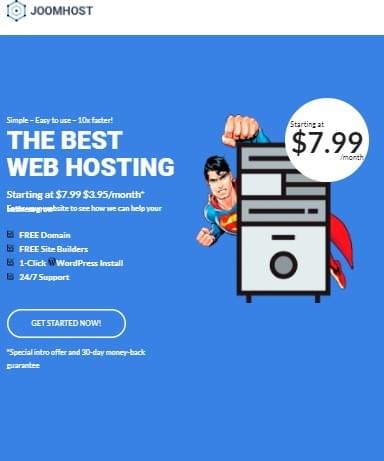 JOOMHOST
Simple – Easy to use – 10x faster!
THE BEST
WEB HOSTING
Starting at $7.99 $3.95/month*
website to see how we can help your
FREE Domain
FREE Site Builders
1-Click WordPress Install
24/7 Support
GET STARTED NOW!
*Special intro offer and 30-day money-back
guarantee
Starting at
$7.99
/month